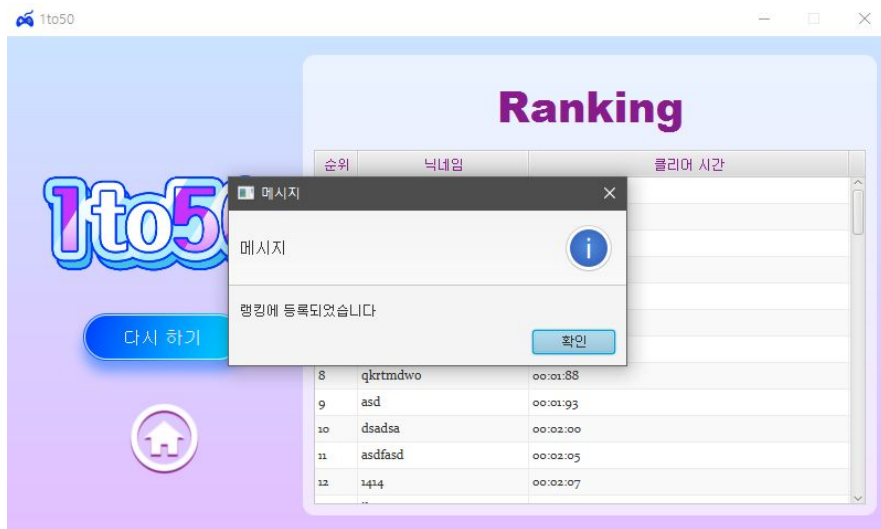 1to50
Ranking
순위 닉네임 클리어 시간
1to50
메시지
메시지
랭킹에 등록되었습니다
확인
다시 하기
8 qkrtmdwo 00:01:88
9 asd 00:01:93
10 dsadsa 00:02:00
11 asdfasd 00:02:05
12 1414 00:02:07